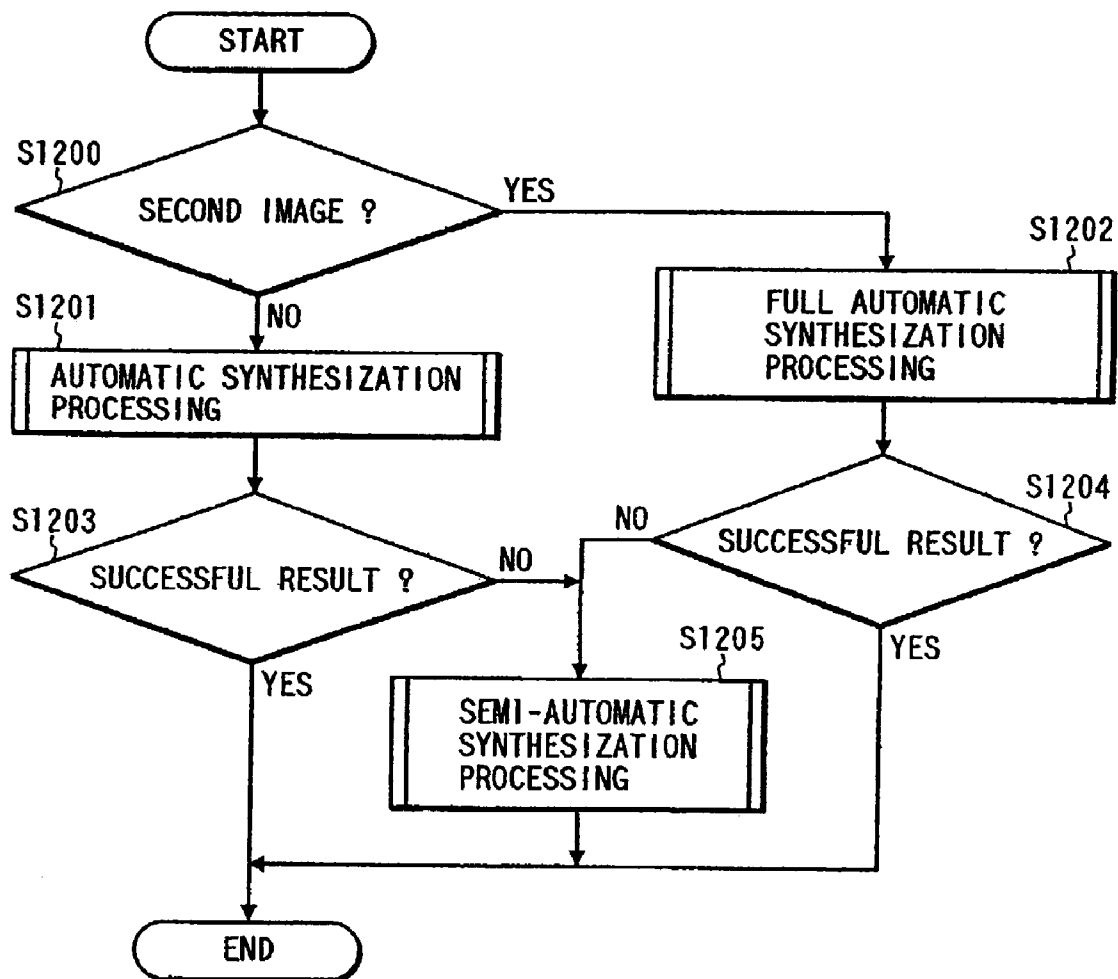 START
S1200
SECOND IMAGE ?
YES
NO
S1202
FULL AUTOMATIC
SYNTHESIZATION
PROCESSING
S1201
AUTOMATIC SYNTHESIZATION
PROCESSING
S1203
SUCCESSFUL RESULT ?
NO
YES
S1204
SUCCESSFUL RESULT ?
NO
YES
S1205
SEMI-AUTOMATIC
SYNTHESIZATION
PROCESSING
END